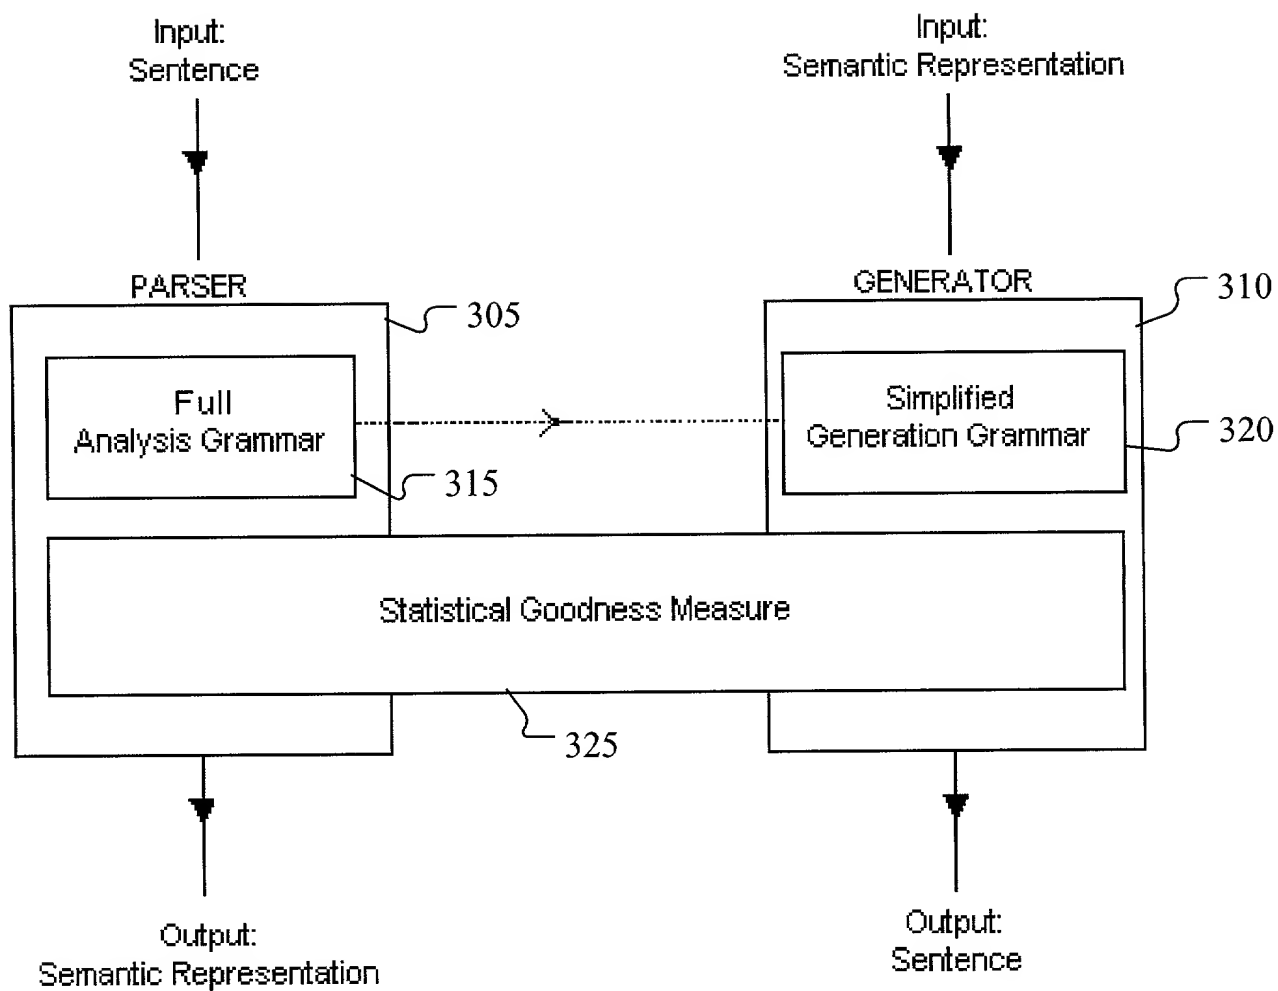 Input:
Sentence
Input:
Semantic Representation
PARSER
GENERATOR
305
310
Full
Analysis Grammar
315
Simplified
Generation Grammar
320
Statistical Goodness Measure
325
Output:
Semantic Representation
Output:
Sentence